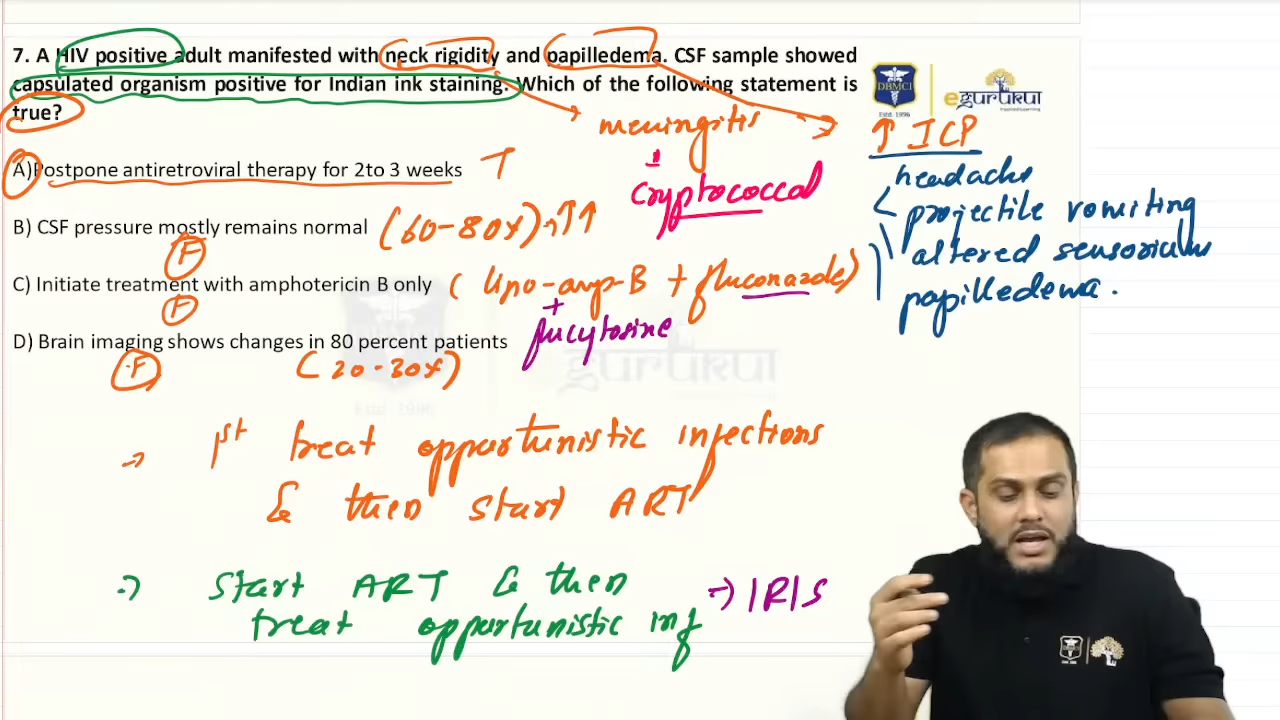 7. A HIV positive adult manifested with neck rigidity and papilledema. CSF sample showed
capsulated organism positive for Indian ink staining. Which of the following statement is
true?
A)Postpone antiretroviral therapy for 2to 3 weeks T
B) CSF pressure mostly remains normal (60-80%) ↑↑
F
C) Initiate treatment with amphotericin B only ( Lipo-amp-B + fluconazole)
F
+
flucytosine
D) Brain imaging shows changes in 80 percent patients
F (20-30%)
meningitis
cryptococcal
↑ ICP
headache
projectile vomiting
altered sensorium
papilledema.
DBMCI
Estd. 1996
eGurukul
→ 1st treat opportunistic infections
& then start ART
→ start ART & then → IRIS
treat opportunistic inf
DBMCI
gurukul
Estd. 1996